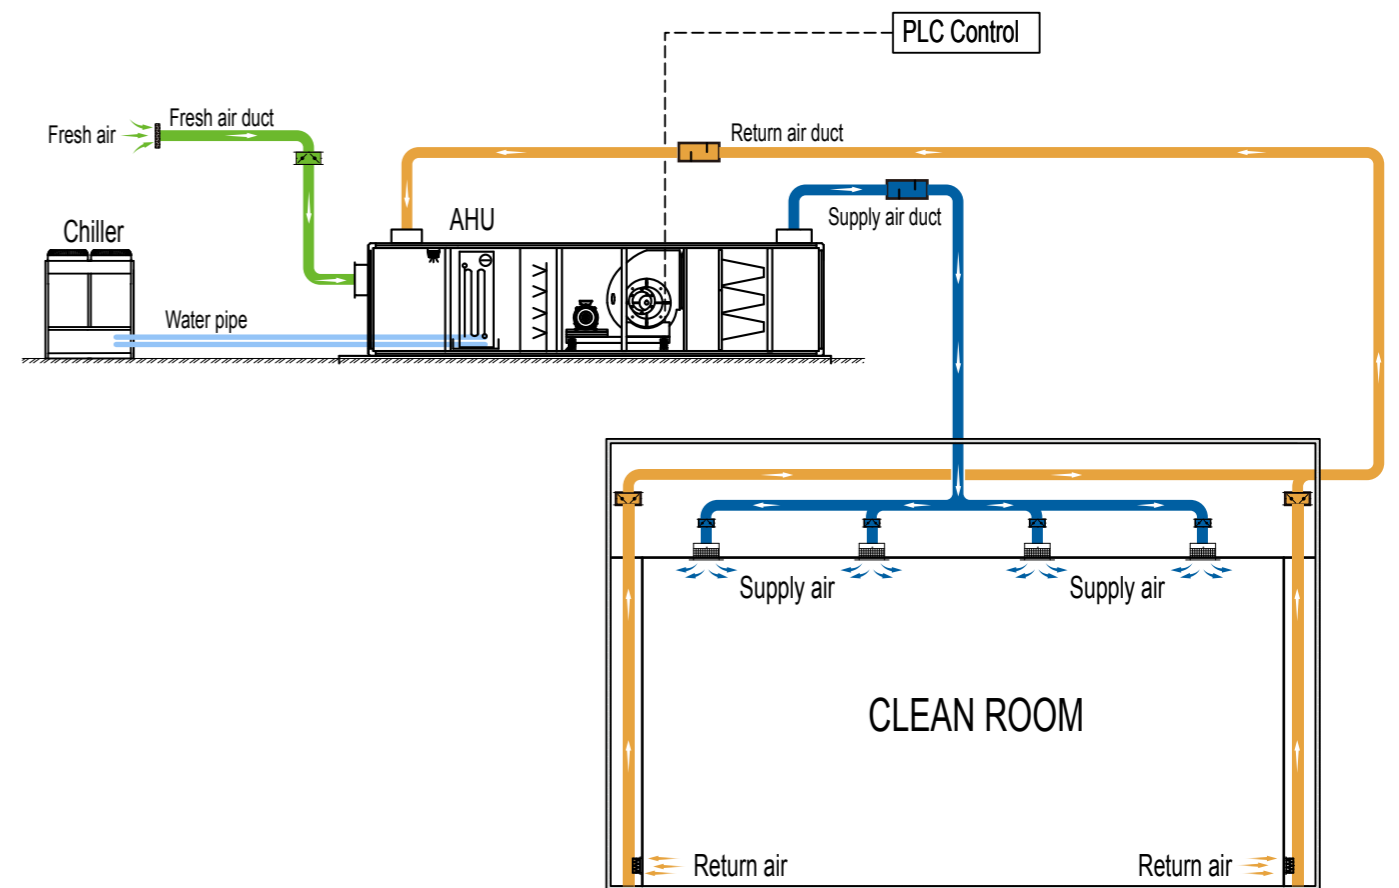 PLC Control
Fresh air duct
Fresh air
Return air duct
Supply air duct
AHU
Chiller
Water pipe
Supply air
Supply air
CLEAN ROOM
Return air
Return air